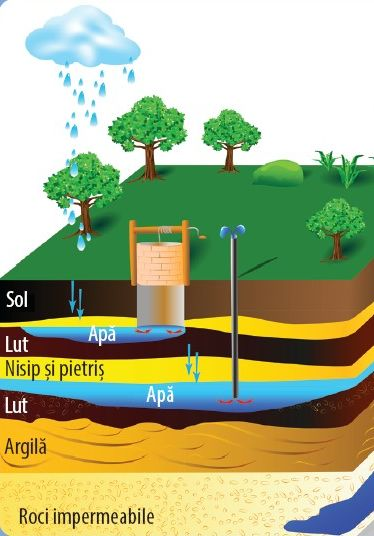 Sol
Apă
Lut
Nisip și pietriș
Apă
Lut
Argilă
Roci impermeabile